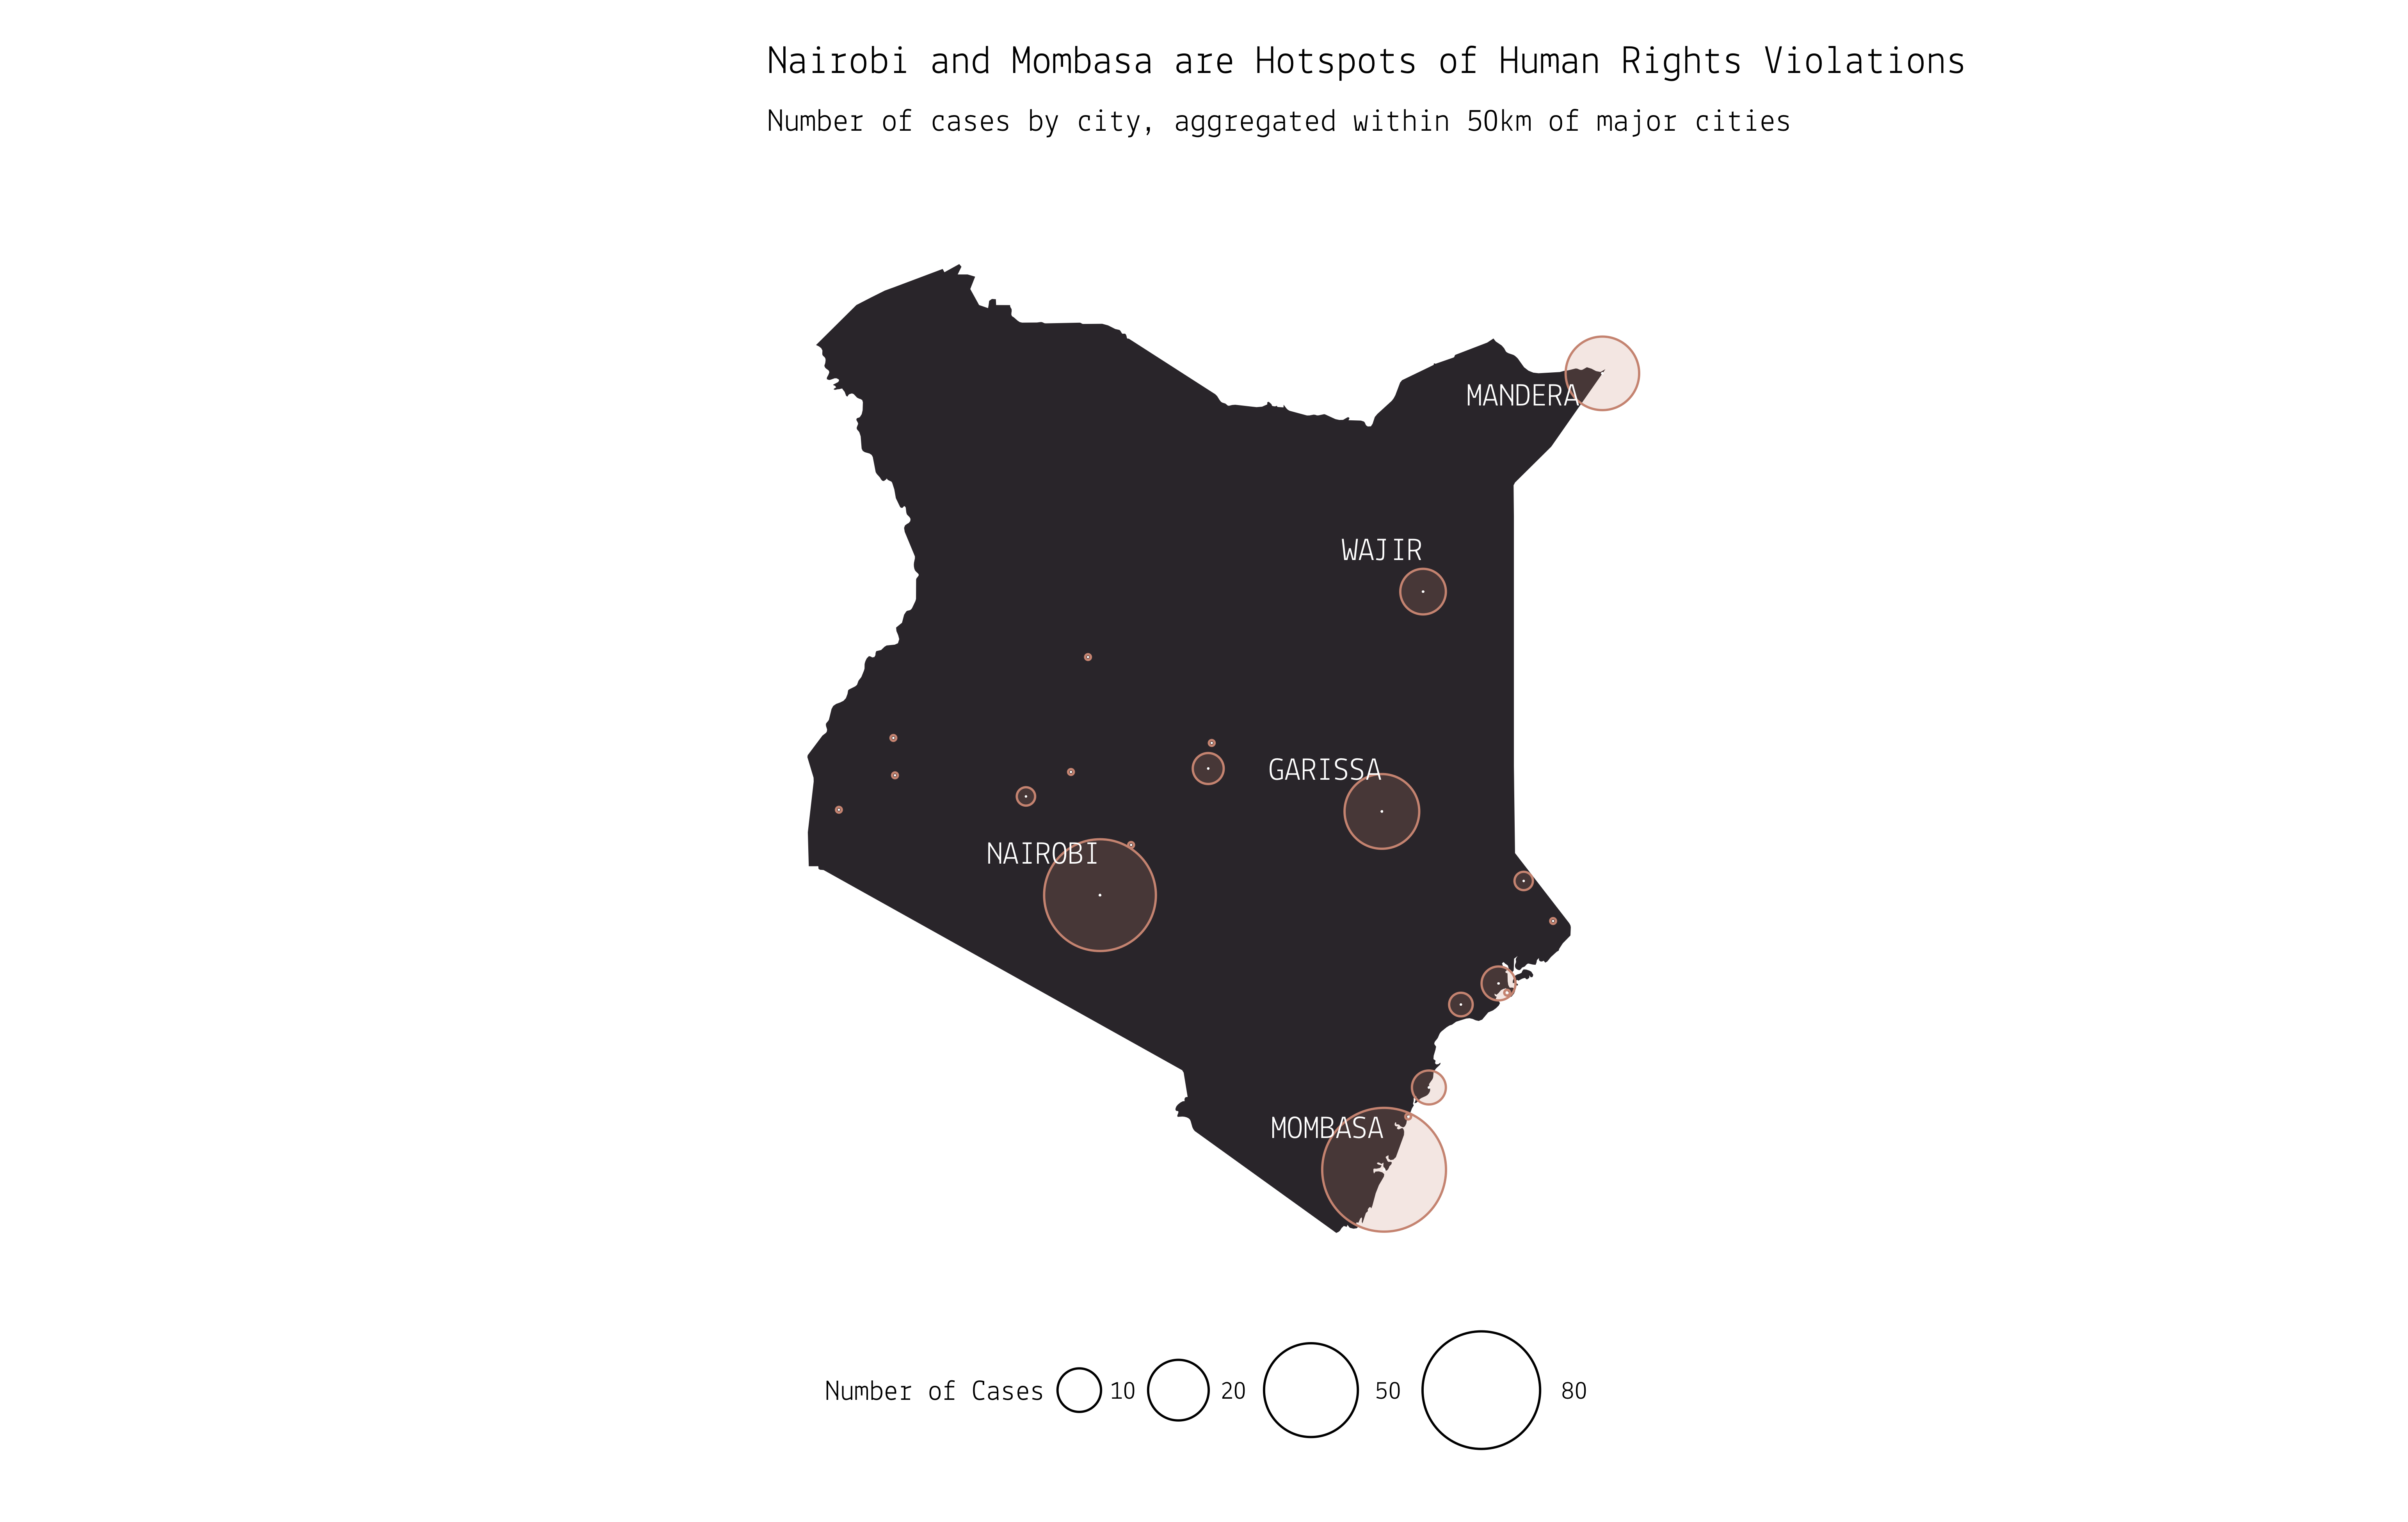 Nairobi and Mombasa are Hotspots of Human Rights Violations
Number of cases by city, aggregated within 50km of major cities
MANDERA
WAJIR
GARISSA
NAIROBI
MOMBASA
Number of Cases 10 20 50 80